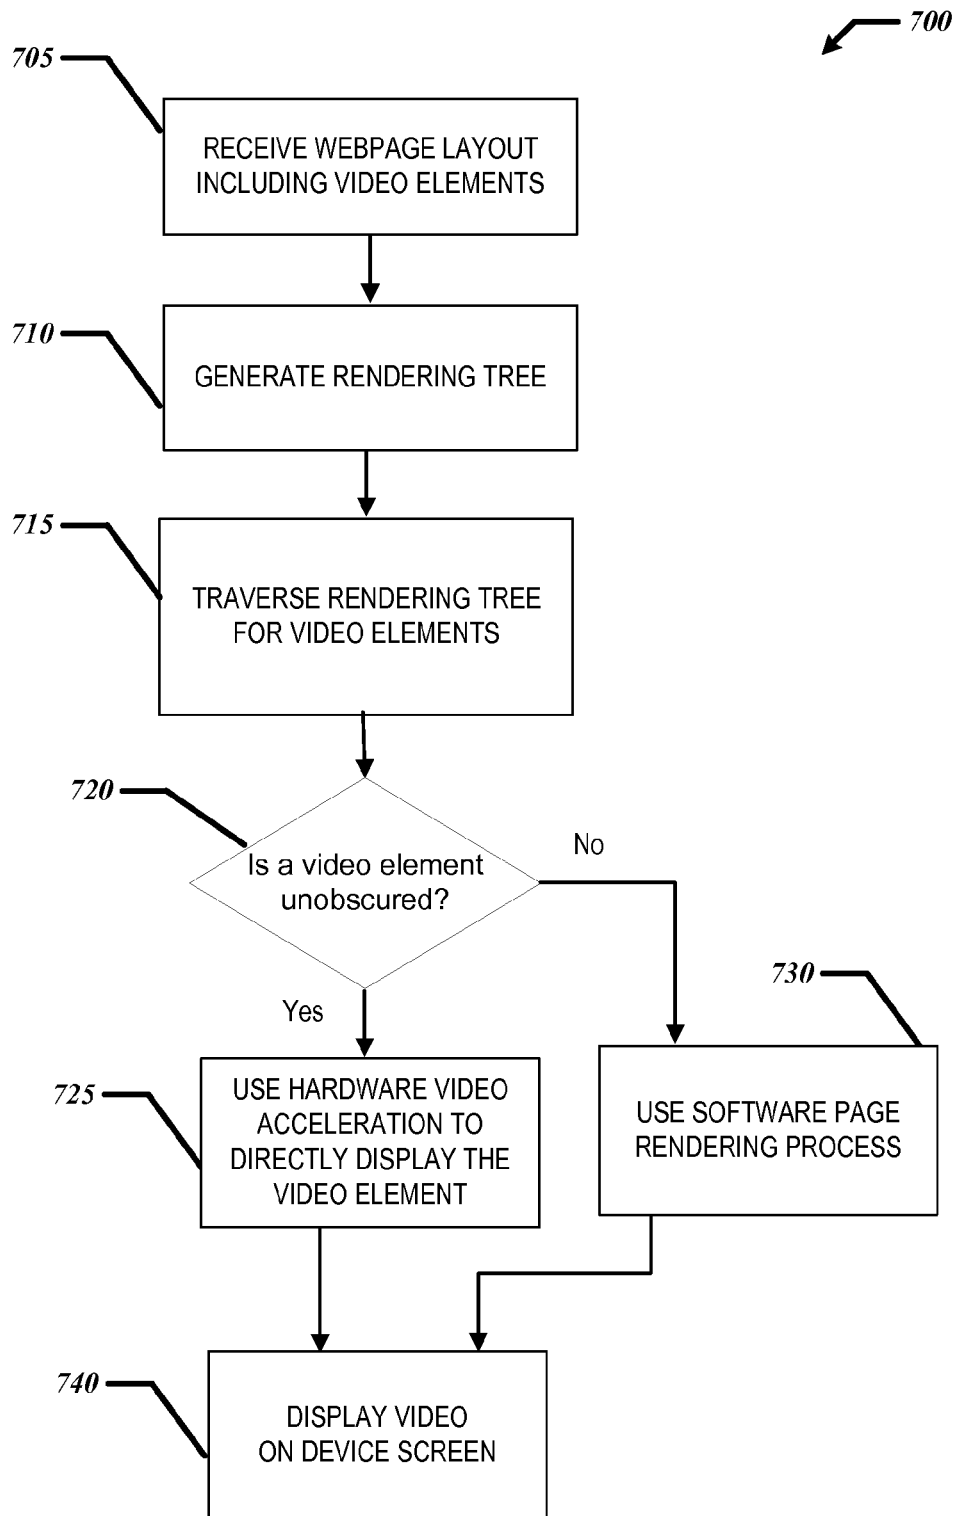 700
705
RECEIVE WEBPAGE LAYOUT
INCLUDING VIDEO ELEMENTS
710
GENERATE RENDERING TREE
715
TRAVERSE RENDERING TREE
FOR VIDEO ELEMENTS
720
Is a video element
unobscured?
No
Yes
730
725
USE HARDWARE VIDEO
ACCELERATION TO
DIRECTLY DISPLAY THE
VIDEO ELEMENT
USE SOFTWARE PAGE
RENDERING PROCESS
740
DISPLAY VIDEO
ON DEVICE SCREEN